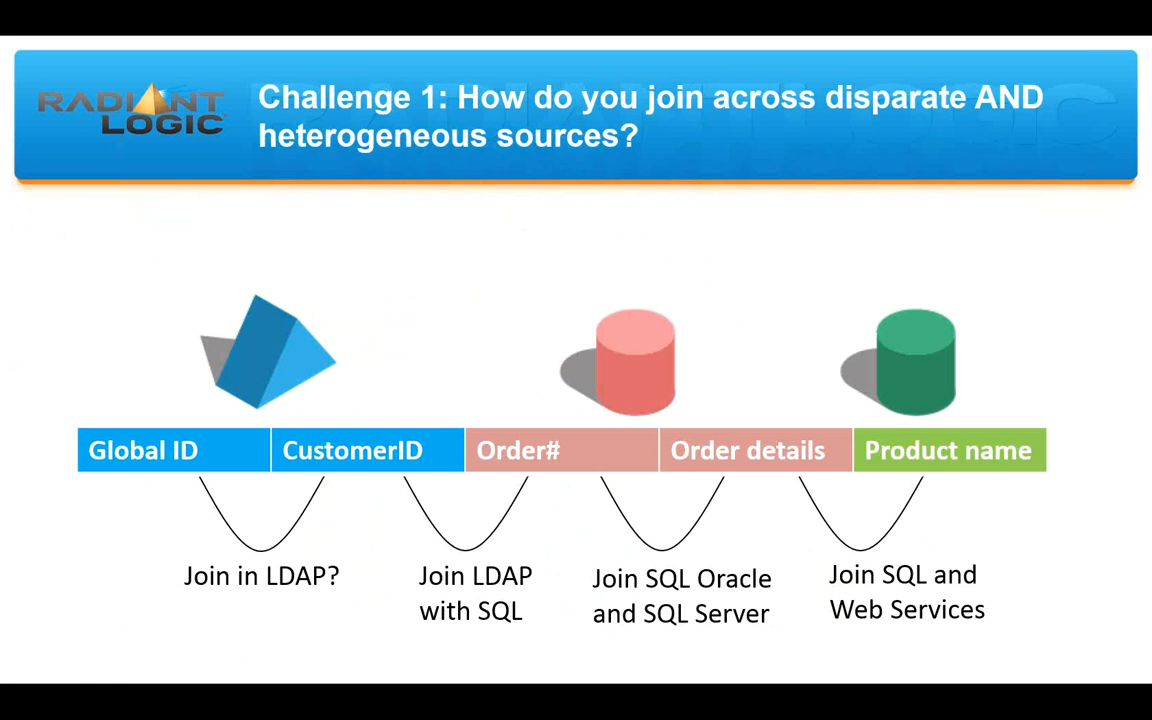 RADIANT
LOGIC
Challenge 1: How do you join across disparate AND
heterogeneous sources?
Global ID
CustomerID
Order#
Order details
Product name
Join in LDAP?
Join LDAP
with SQL
Join SQL Oracle
and SQL Server
Join SQL and
Web Services